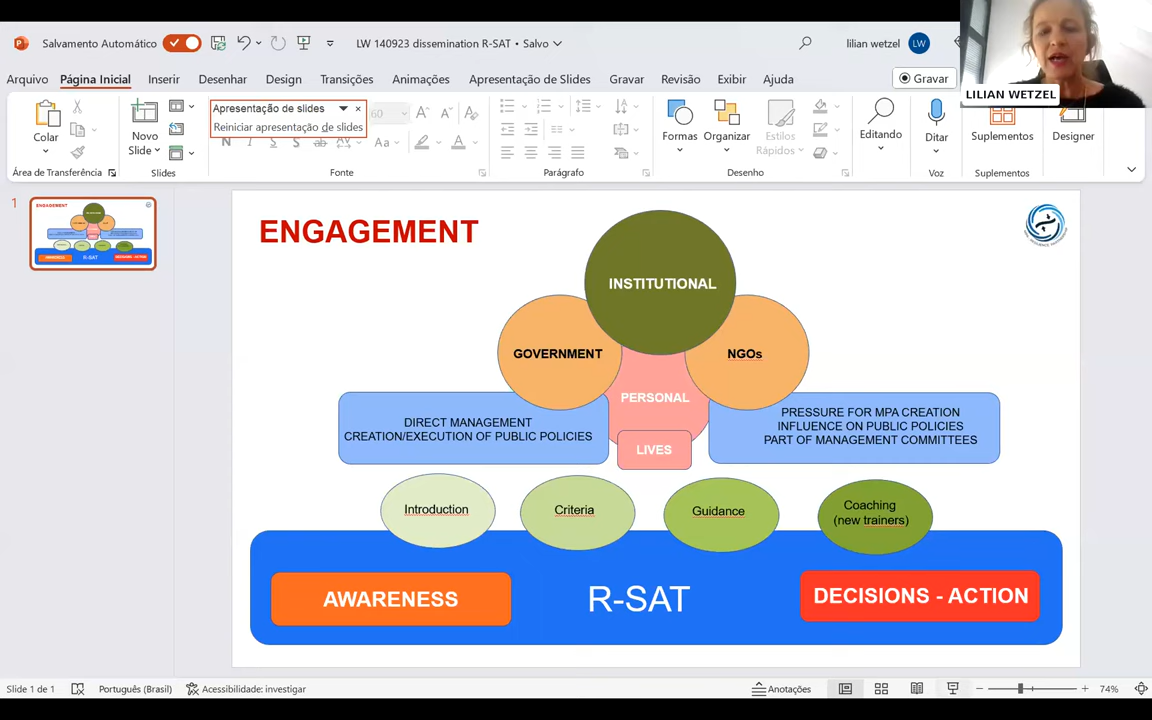 Salvamento Automático
LW 140923 dissemination R-SAT • Salvo
lilian wetzel
LW
LILIAN WETZEL
Arquivo
Página Inicial
Inserir
Desenhar
Design
Transições
Animações
Apresentação de Slides
Gravar
Revisão
Exibir
Ajuda
Gravar
Colar
Novo
Slide
Apresentação de slides
Reiniciar apresentação de slides
Formas
Organizar
Estilos
Rápidos
Editando
Ditar
Suplementos
Designer
Área de Transferência
Slides
Fonte
Parágrafo
Desenho
Voz
Suplementos
1
ENGAGEMENT
INSTITUTIONAL
GOVERNMENT
NGOs
PERSONAL
LIVES
DIRECT MANAGEMENT
CREATION/EXECUTION OF PUBLIC POLICIES
PRESSURE FOR MPA CREATION
INFLUENCE ON PUBLIC POLICIES
PART OF MANAGEMENT COMMITTEES
Introduction
Criteria
Guidance
Coaching
(new trainers)
AWARENESS
R-SAT
DECISIONS - ACTION
Slide 1 de 1
Português (Brasil)
Acessibilidade: investigar
Anotações
74%